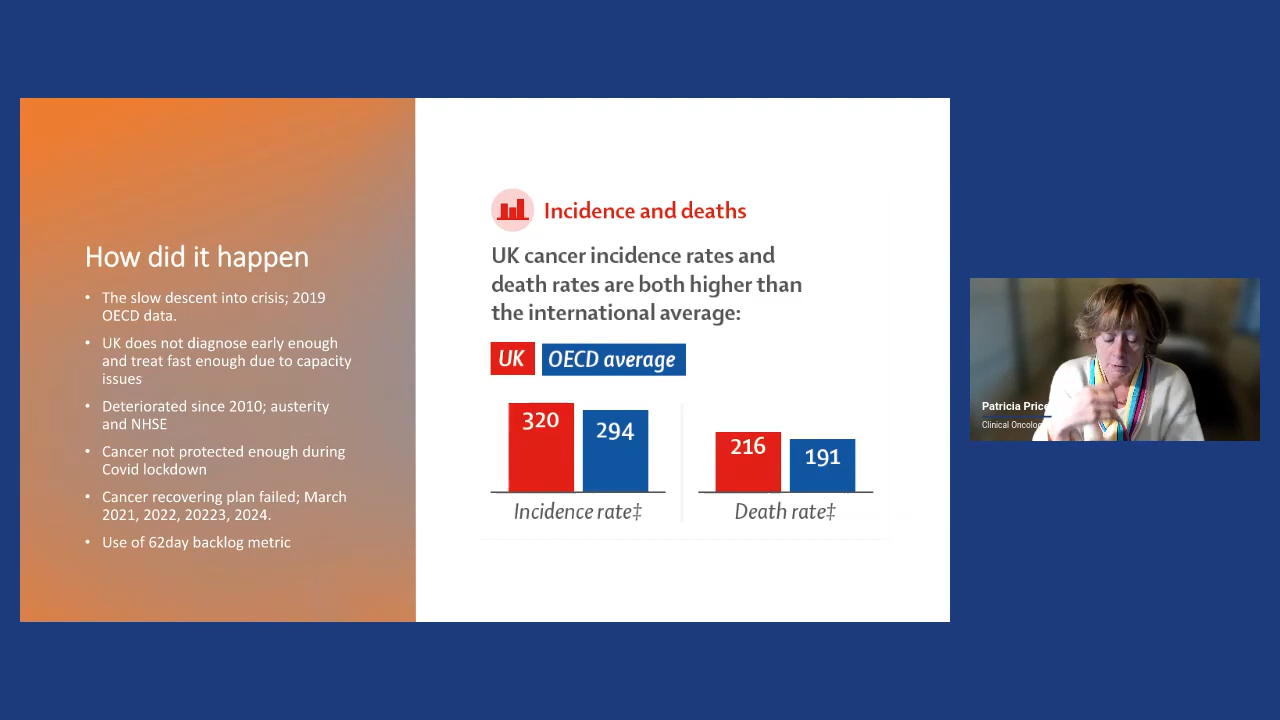 How did it happen
• The slow descent into crisis; 2019
OECD data.
• UK does not diagnose early enough
and treat fast enough due to capacity
issues
• Deteriorated since 2010; austerity
and NHSE
• Cancer not protected enough during
Covid lockdown
• Cancer recovering plan failed; March
2021, 2022, 20223, 2024.
• Use of 62day backlog metric
Incidence and deaths
UK cancer incidence rates and
death rates are both higher than
the international average:
UK OECD average
320 294
216 191
Incidence rate‡ Death rate‡
Patricia Price
Clinical